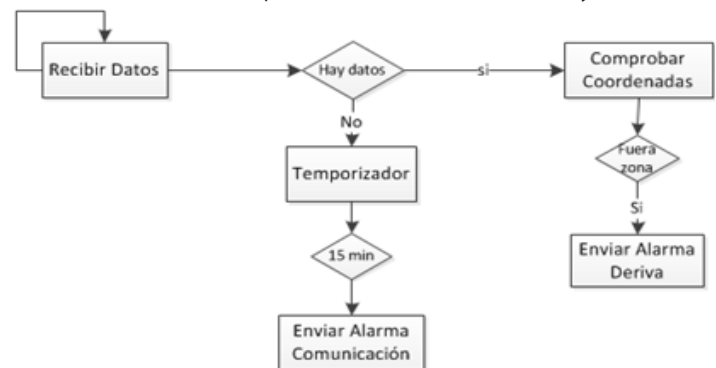 Recibir Datos
Hay datos
si
Comprobar
Coordenadas
No
Fuera
zona
Temporizador
Si
15 min
Enviar Alarma
Deriva
Enviar Alarma
Comunicación